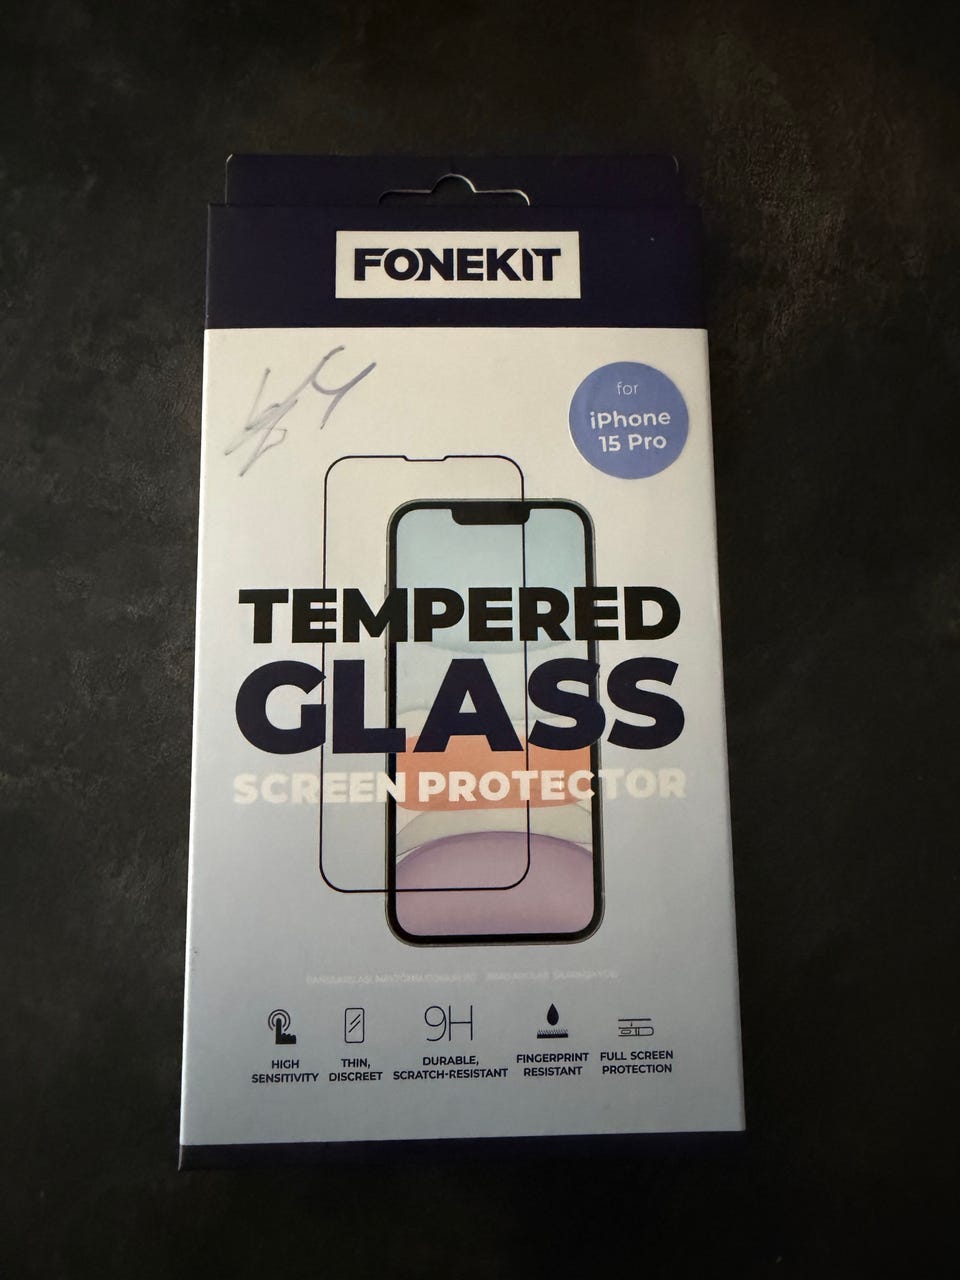 FONEKIT
for
iPhone
15 Pro
TEMPERED
GLASS
SCREEN PROTECTOR
9H
HIGH
SENSITIVITY
THIN,
DISCREET
DURABLE,
SCRATCH-RESISTANT
FINGERPRINT
RESISTANT
FULL SCREEN
PROTECTION